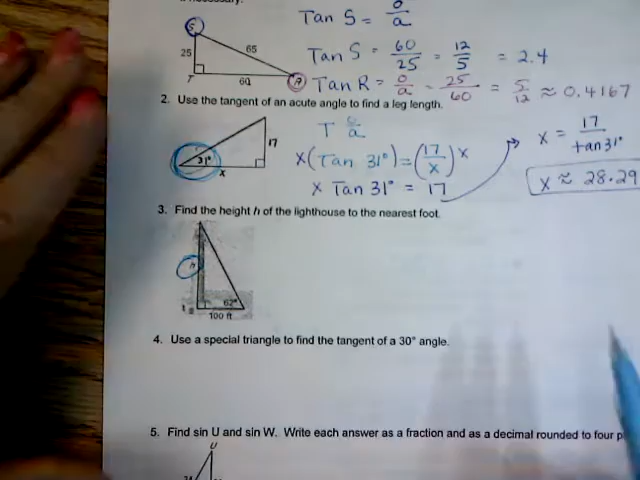 Tan S = o/a
S
25
65
T
60
R
Tan S = 60/25 = 12/5 = 2.4
Tan R = o/a = 25/60 = 5/12 ≈ 0.4167
2. Use the tangent of an acute angle to find a leg length.
17
31°
x
T o/a
x(Tan 31°) = (17/x)x
x Tan 31° = 17
x = 17/tan31°
x ≈ 28.29
3. Find the height h of the lighthouse to the nearest foot.
h
62°
100 ft
4. Use a special triangle to find the tangent of a 30° angle.
5. Find sin U and sin W. Write each answer as a fraction and as a decimal rounded to four p
U